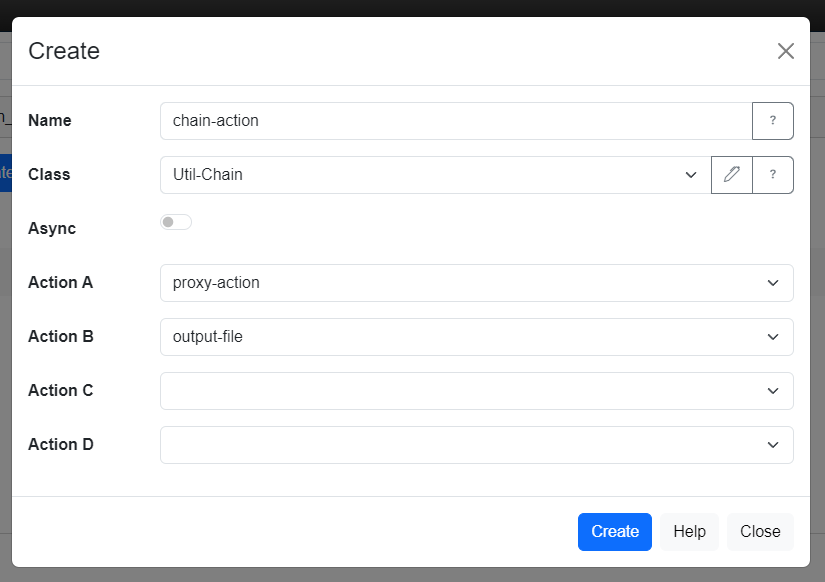 Create
Name
chain-action
?
Class
Util-Chain
?
Async
Action A
proxy-action
Action B
output-file
Action C
Action D
Create
Help
Close